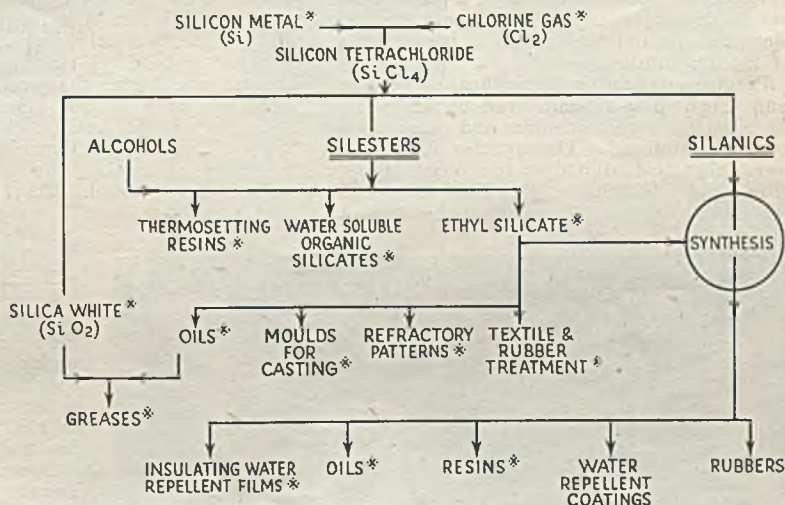 SILICON METAL*
(Si)
CHLORINE GAS*
(Cl2)
SILICON TETRACHLORIDE
(SiCl4)
ALCOHOLS
SILESTERS
SILANICS
THERMOSETTING
RESINS *
WATER SOLUBLE
ORGANIC
SILICATES *
ETHYL SILICATE*
SYNTHESIS
SILICA WHITE*
(SiO2)
OILS*
MOULDS
FOR
CASTING*
REFRACTORY
PATTERNS *
TEXTILE &
RUBBER
TREATMENT *
GREASES*
INSULATING WATER
REPELLENT FILMS *
OILS*
RESINS*
WATER
REPELLENT
COATINGS
RUBBERS